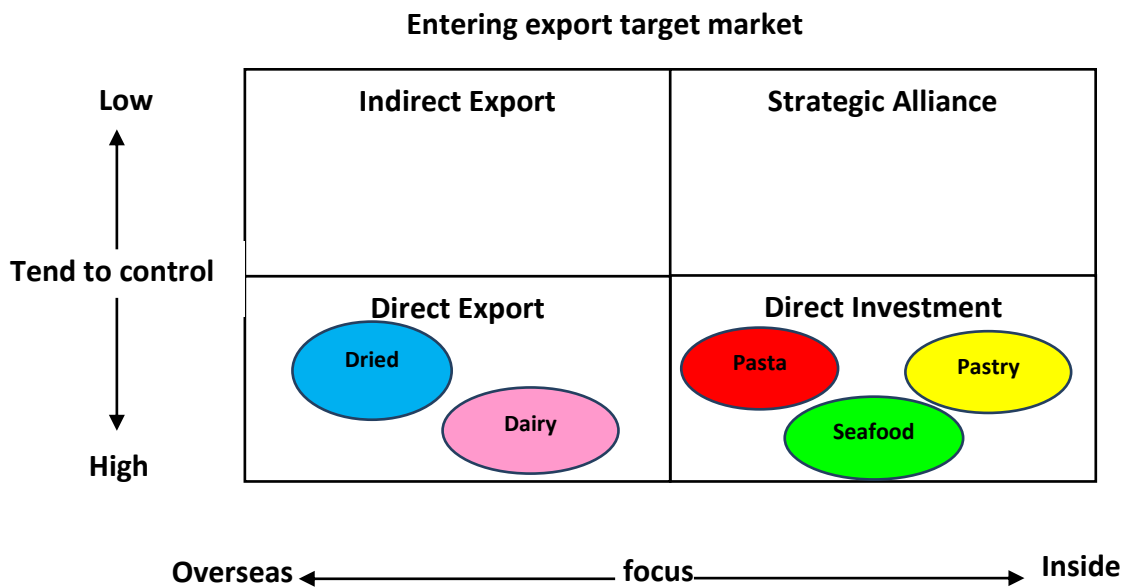 Entering export target market
Low
Indirect Export
Strategic Alliance
Tend to control
Direct Export
Direct Investment
Dried
Pasta
Pastry
Dairy
Seafood
High
Overseas
focus
Inside